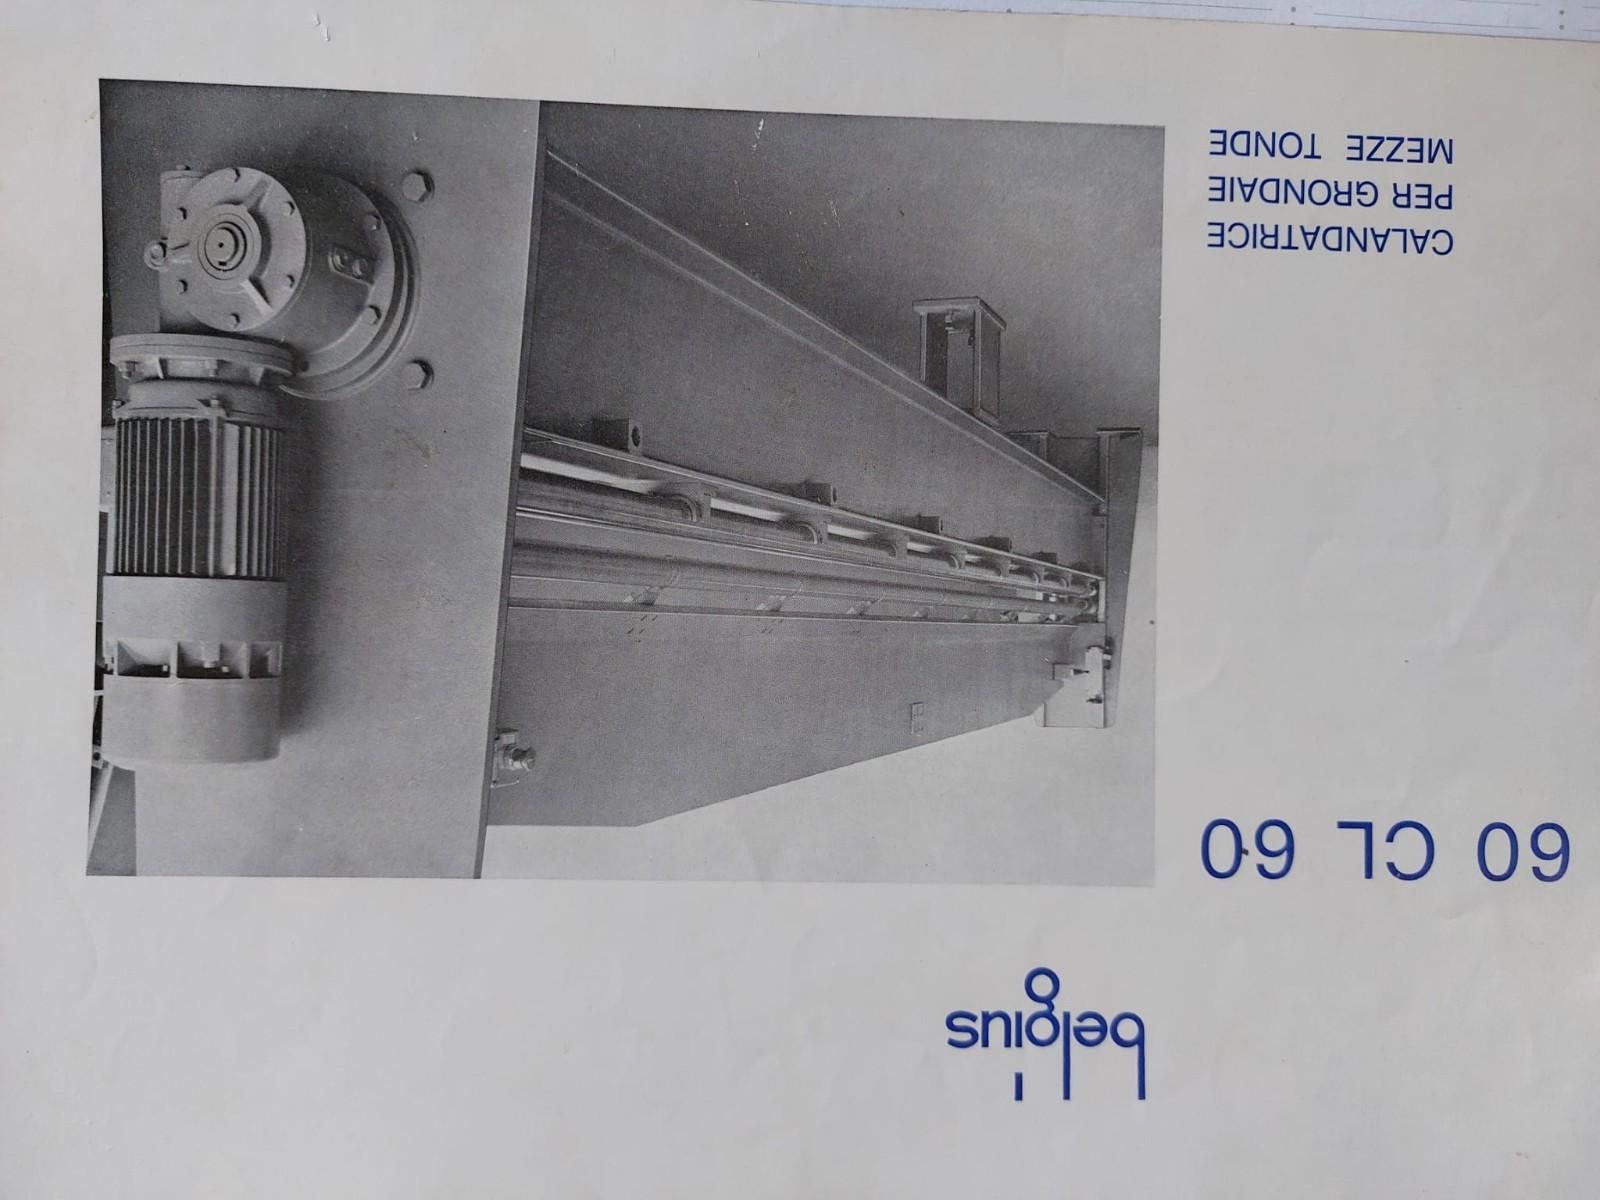 belgius
60 CL 60
CALANDATRICE
PER GRONDAIE
MEZZE TONDE